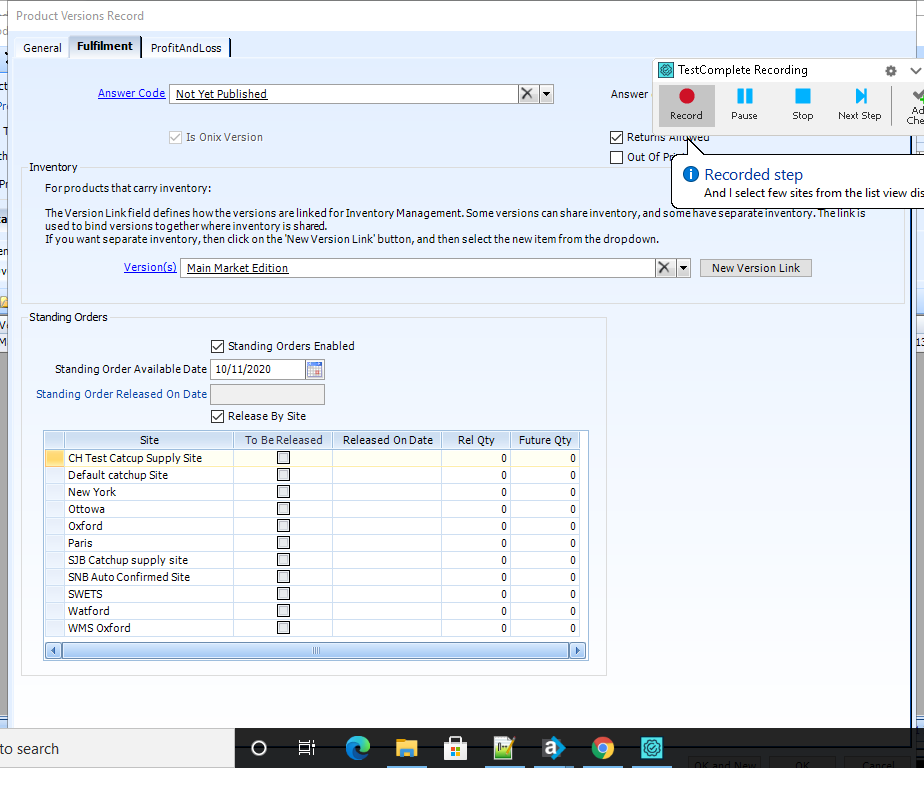 Product Versions Record
General Fulfilment ProfitAndLoss
TestComplete Recording
Record Pause Stop Next Step
Answer Code Not Yet Published Answer
Is Onix Version Returns Allowed
Out Of
Recorded step
And I select few sites from the list view
Inventory
For products that carry inventory:
The Version Link field defines how the versions are linked for Inventory Management. Some versions can share inventory, and some have separate inventory. The link is
used to bind versions together where inventory is shared.
If you want separate inventory, then click on the 'New Version Link' button, and then select the new item from the dropdown.
Version(s) Main Market Edition New Version Link
Standing Orders
Standing Orders Enabled
Standing Order Available Date 10/11/2020
Standing Order Released On Date
Release By Site
Site To Be Released Released On Date Rel Qty Future Qty
CH Test Catcup Supply Site 0 0
Default catchup Site 0 0
New York 0 0
Ottowa 0 0
Oxford 0 0
Paris 0 0
SJB Catchup supply site 0 0
SNB Auto Confirmed Site 0 0
SWETS 0 0
Watford 0 0
WMS Oxford 0 0
to search
OK and New OK Cancel